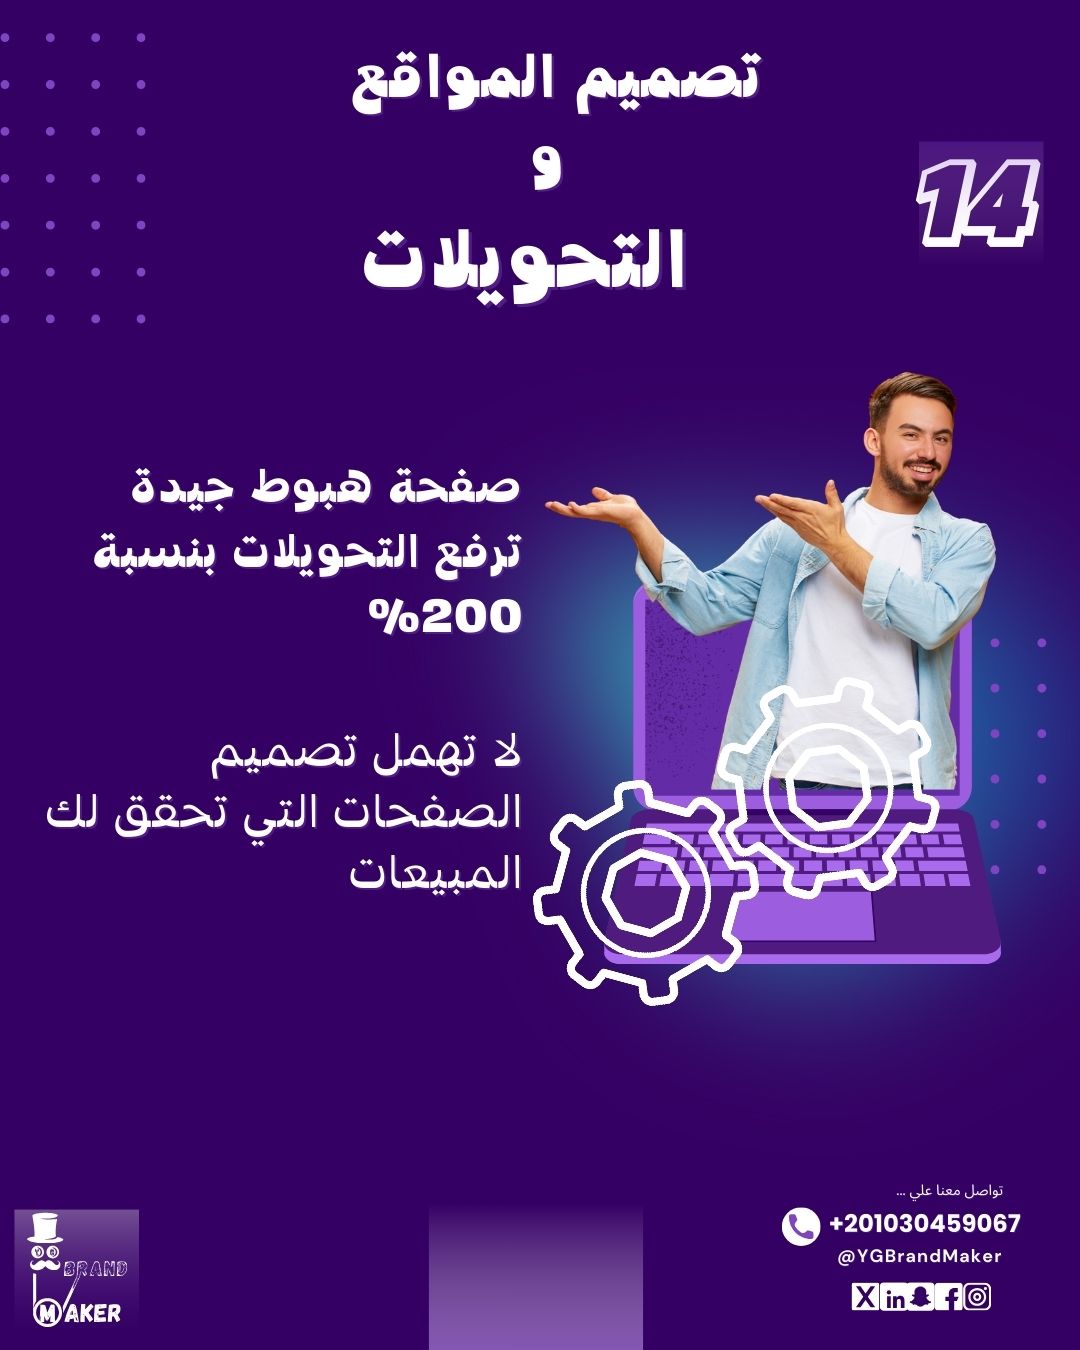 تصميم المواقع
و
التحويلات
14
صفحة هبوط جيدة
ترفع التحويلات بنسبة
200%
لا تهمل تصميم
الصفحات التي تحقق لك
المبيعات
تواصل معنا علي ...
+201030459067
@YGBrandMaker
BRAND
MAKER